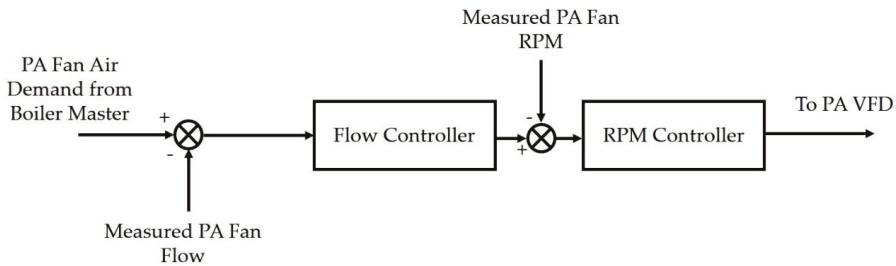 Measured PA Fan
RPM
PA Fan Air
Demand from
Boiler Master
To PA VFD
+
-
-
+
Flow Controller
RPM Controller
Measured PA Fan
Flow